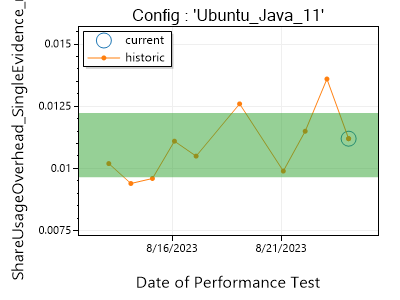 Config : 'Ubuntu_Java_11'
current
historic
ShareUsageOverhead_SingleEvidence_
0.015
0.0125
0.01
0.0075
8/16/2023
8/21/2023
Date of Performance Test